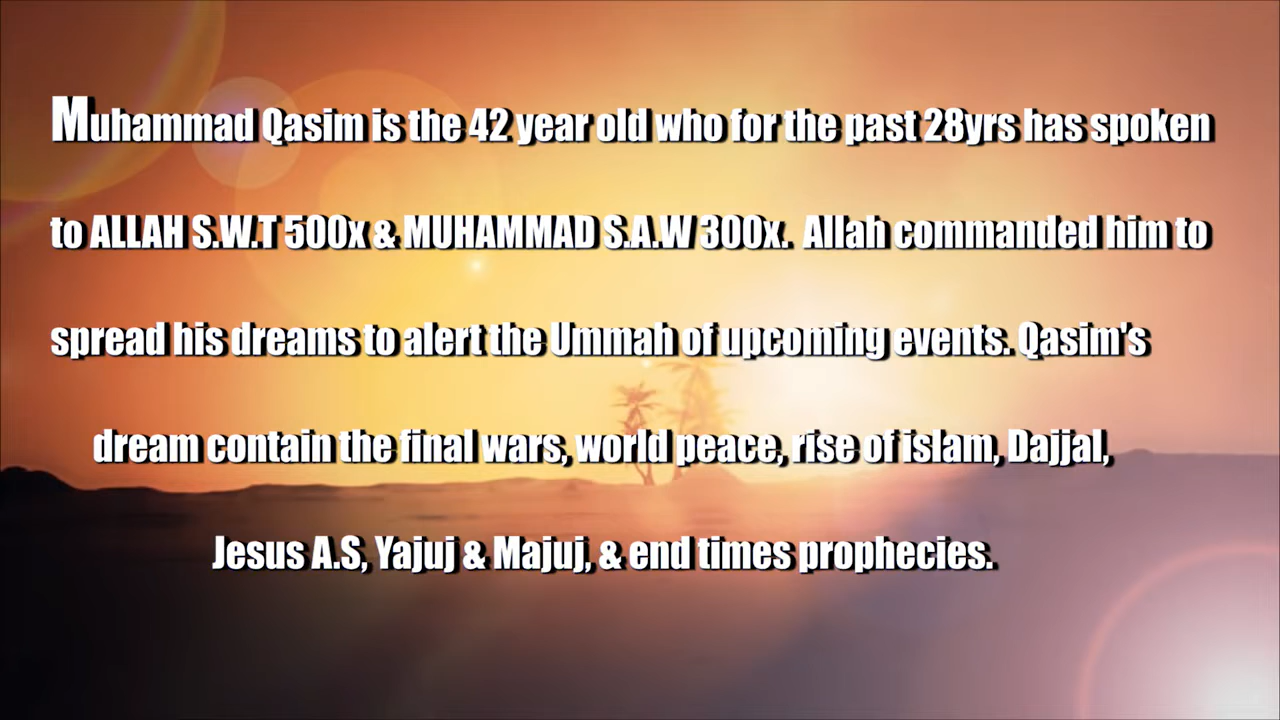 Muhammad Qasim is the 42 year old who for the past 28yrs has spoken
to ALLAH S.W.T 500x & MUHAMMAD S.A.W 300x. Allah commanded him to
spread his dreams to alert the Ummah of upcoming events. Qasim's
dream contain the final wars, world peace, rise of islam, Dajjal,
Jesus A.S, Yajuj & Majuj, & end times prophecies.